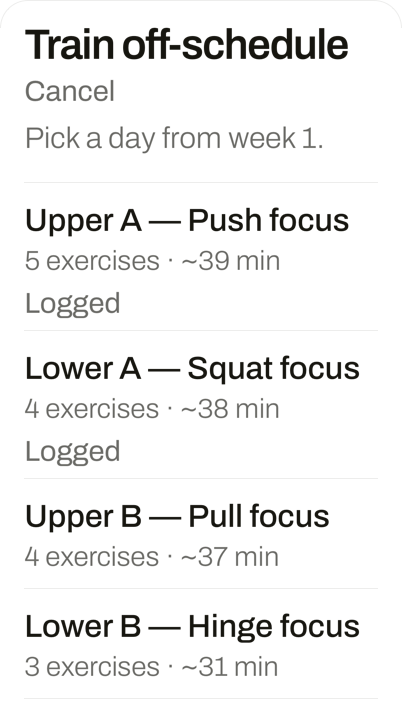 Train off-schedule
Cancel
Pick a day from week 1.
Upper A — Push focus
5 exercises · ~39 min
Logged
Lower A — Squat focus
4 exercises · ~38 min
Logged
Upper B — Pull focus
4 exercises · ~37 min
Lower B — Hinge focus
3 exercises · ~31 min